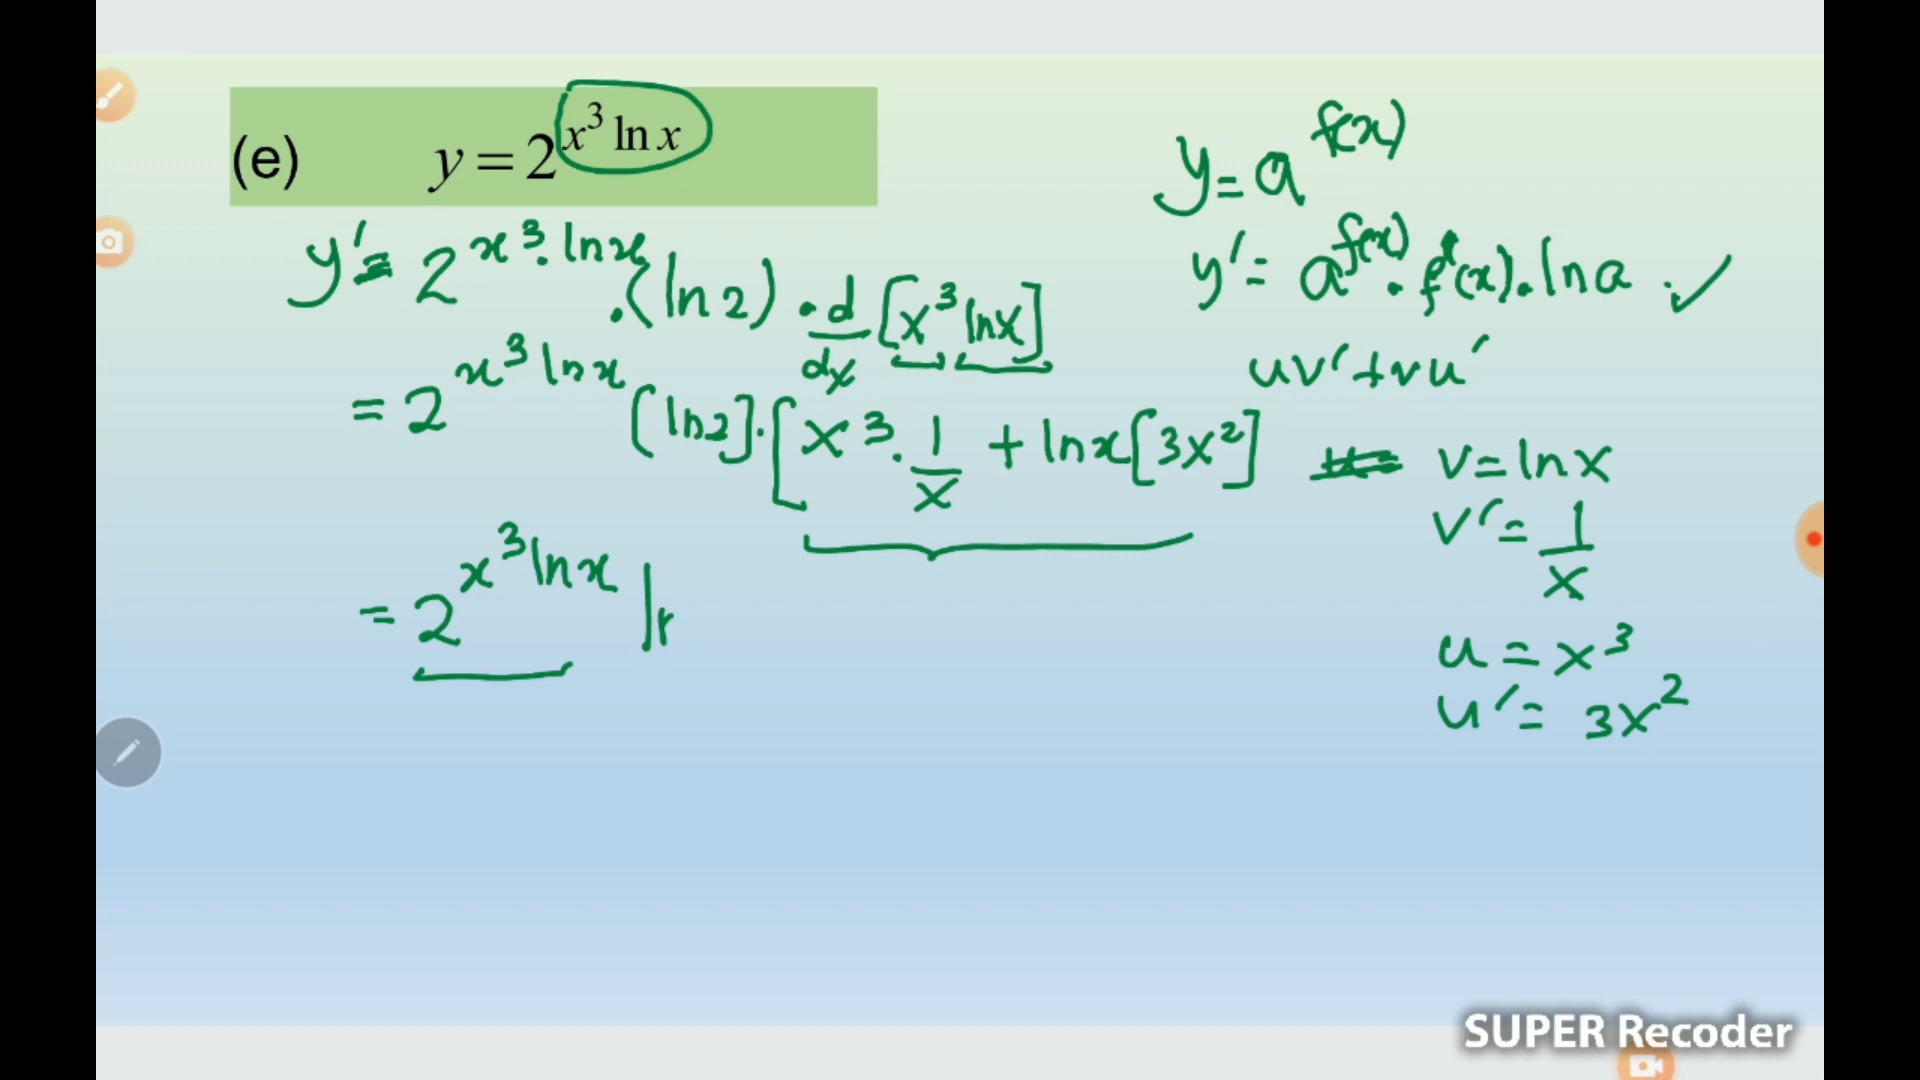 (e) y = 2^{x³ ln x}
y = a^{f(x)}
y' = 2^{x³ · ln x} · (ln 2) · d/dx [x³ ln x]
y' = a^{f(x)} · f'(x) · ln a ✓
uv' + vu'
= 2^{x³ ln x} (ln 2] · [x³ · 1/x + ln x [3x²]
v = ln x
v' = 1/x
= 2^{x³ ln x}
u = x³
u' = 3x²
SUPER Recoder